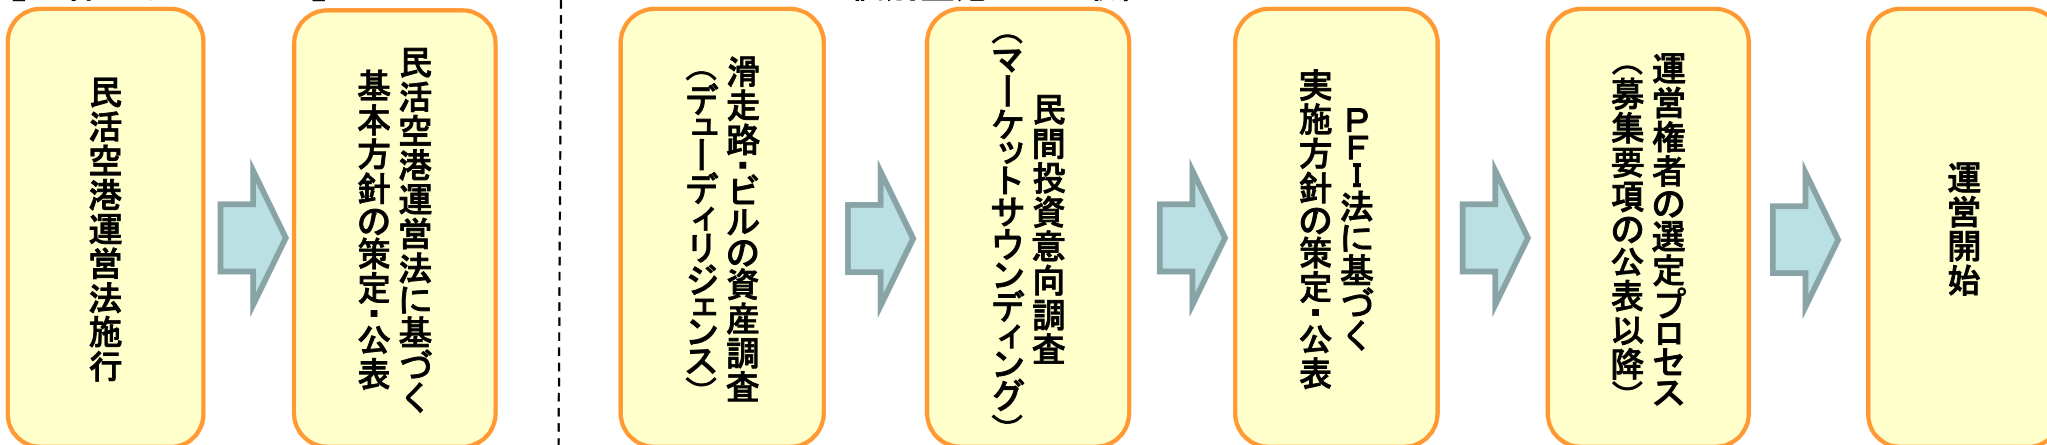 民活空港運営法施行
民活空港運営法に基づく
基本方針の策定・公表
滑走路・ビルの資産調査
（デューディリジェンス）
民間投資意向調査
（マーケットサウンディング）
ＰＦＩ法に基づく
実施方針の策定・公表
運営権者の選定プロセス
（募集要項の公表以降）
運営開始